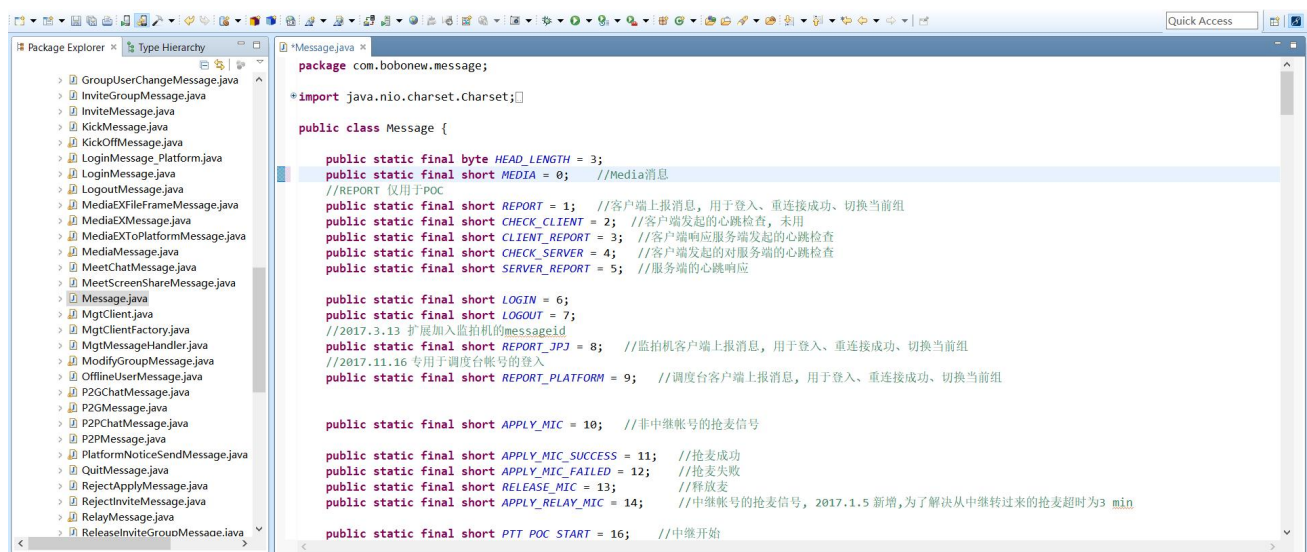 Quick Access
Package Explorer
Type Hierarchy
GroupUserChangeMessage.java
InviteGroupMessage.java
InviteMessage.java
KickMessage.java
KickOffMessage.java
LoginMessage_Platform.java
LoginMessage.java
LogoutMessage.java
MediaEXFileFrameMessage.java
MediaEXMessage.java
MediaEXToPlatformMessage.java
MediaMessage.java
MeetChatMessage.java
MeetScreenShareMessage.java
Message.java
MgtClient.java
MgtClientFactory.java
MgtMessageHandler.java
ModifyGroupMessage.java
OfflineUserMessage.java
P2GChatMessage.java
P2GMessage.java
P2PChatMessage.java
P2PMessage.java
PlatformNoticeSendMessage.java
QuitMessage.java
RejectApplyMessage.java
RejectInviteMessage.java
RelayMessage.java
ReleaseInviteGroupMessage.java
*Message.java
package com.bobonew.message;
import java.nio.charset.Charset;
public class Message {
public static final byte HEAD_LENGTH = 3;
public static final short MEDIA = 0; //Media消息
//REPORT 仅用于POC
public static final short REPORT = 1; //客户端上报消息, 用于登入、重连接成功、切换当前组
public static final short CHECK_CLIENT = 2; //客户端发起的心跳检查, 未用
public static final short CLIENT_REPORT = 3; //客户端响应服务端发起的心跳检查
public static final short CHECK_SERVER = 4; //客户端发起的对服务端的心跳检查
public static final short SERVER_REPORT = 5; //服务端的心跳响应
public static final short LOGIN = 6;
public static final short LOGOUT = 7;
//2017.3.13 扩展加入监拍机的messageid
public static final short REPORT_JPJ = 8; //监拍机客户端上报消息, 用于登入、重连接成功、切换当前组
//2017.11.16 专用于调度台帐号的登入
public static final short REPORT_PLATFORM = 9; //调度台客户端上报消息, 用于登入、重连接成功、切换当前组
public static final short APPLY_MIC = 10; //非中继帐号的抢麦信号
public static final short APPLY_MIC_SUCCESS = 11; //抢麦成功
public static final short APPLY_MIC_FAILED = 12; //抢麦失败
public static final short RELEASE_MIC = 13; //释放麦
public static final short APPLY_RELAY_MIC = 14; //中继帐号的抢麦信号, 2017.1.5 新增,为了解决从中继转过来的抢麦超时为3 min
public static final short PTT_POC_START = 16; //中继开始